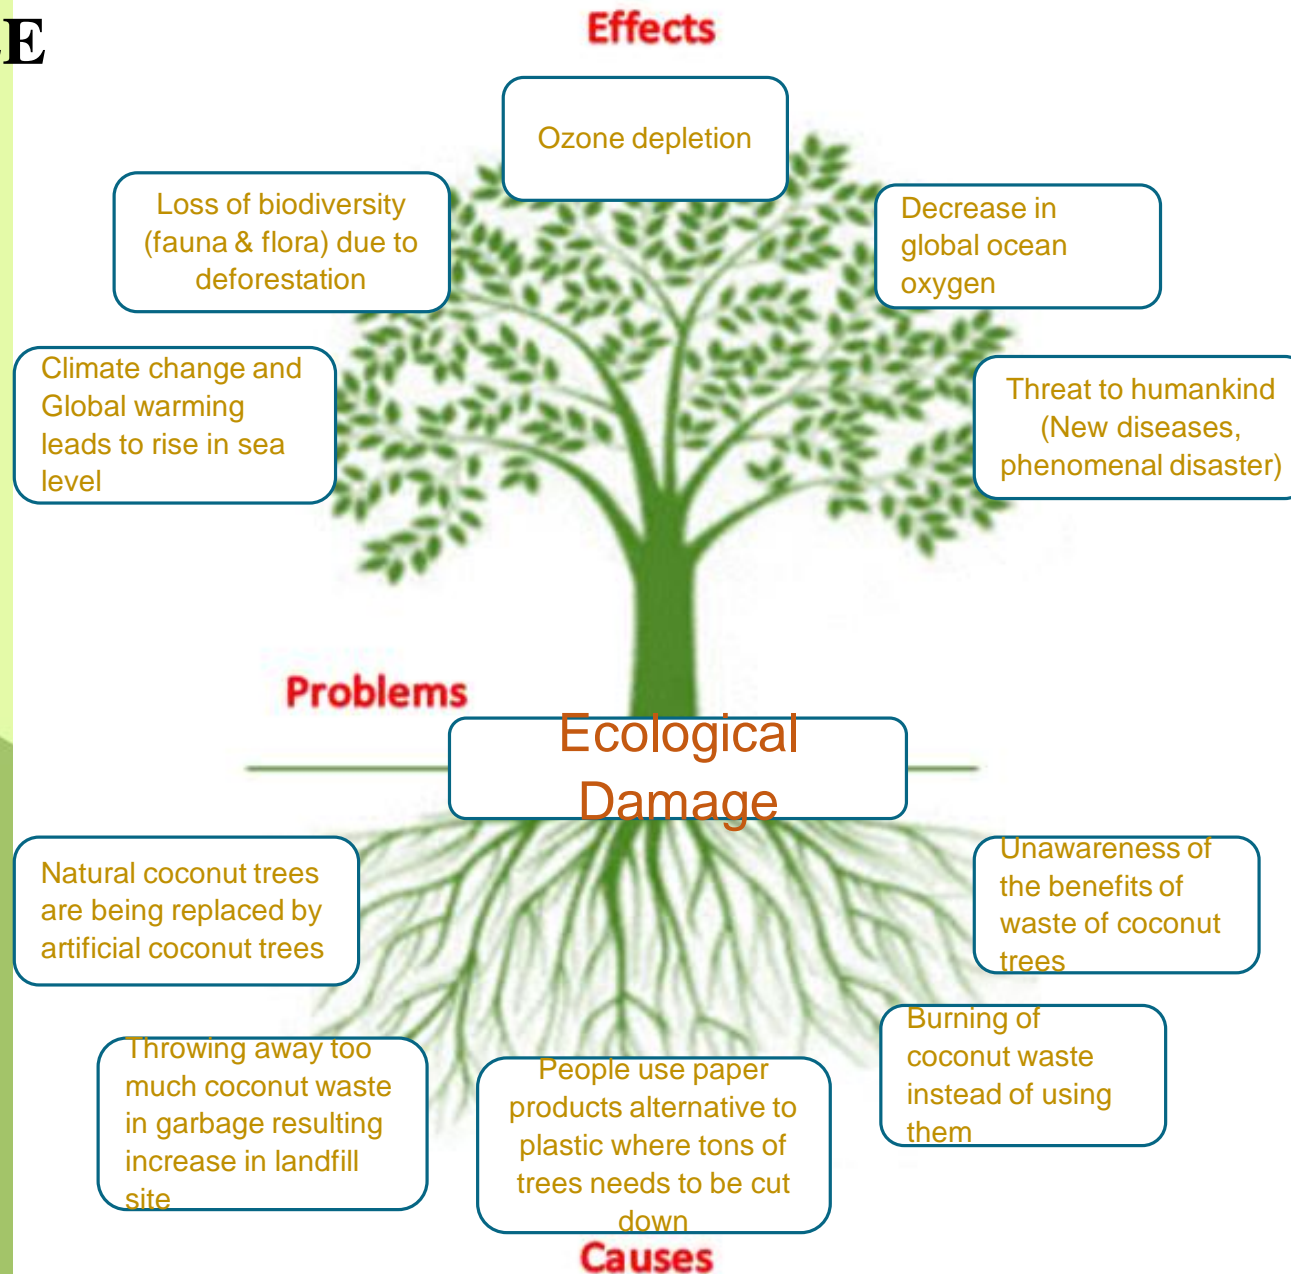 E
Effects
Ozone depletion
Loss of biodiversity
(fauna & flora) due to
deforestation
Decrease in
global ocean
oxygen
Climate change and
Global warming
leads to rise in sea
level
Threat to humankind
(New diseases,
phenomenal disaster)
Problems
Ecological
Damage
Natural coconut trees
are being replaced by
artificial coconut trees
Unawareness of
the benefits of
waste of coconut
trees
Throwing away too
much coconut waste
in garbage resulting
increase in landfill
site
People use paper
products alternative to
plastic where tons of
trees needs to be cut
down
Burning of
coconut waste
instead of using
them
Causes